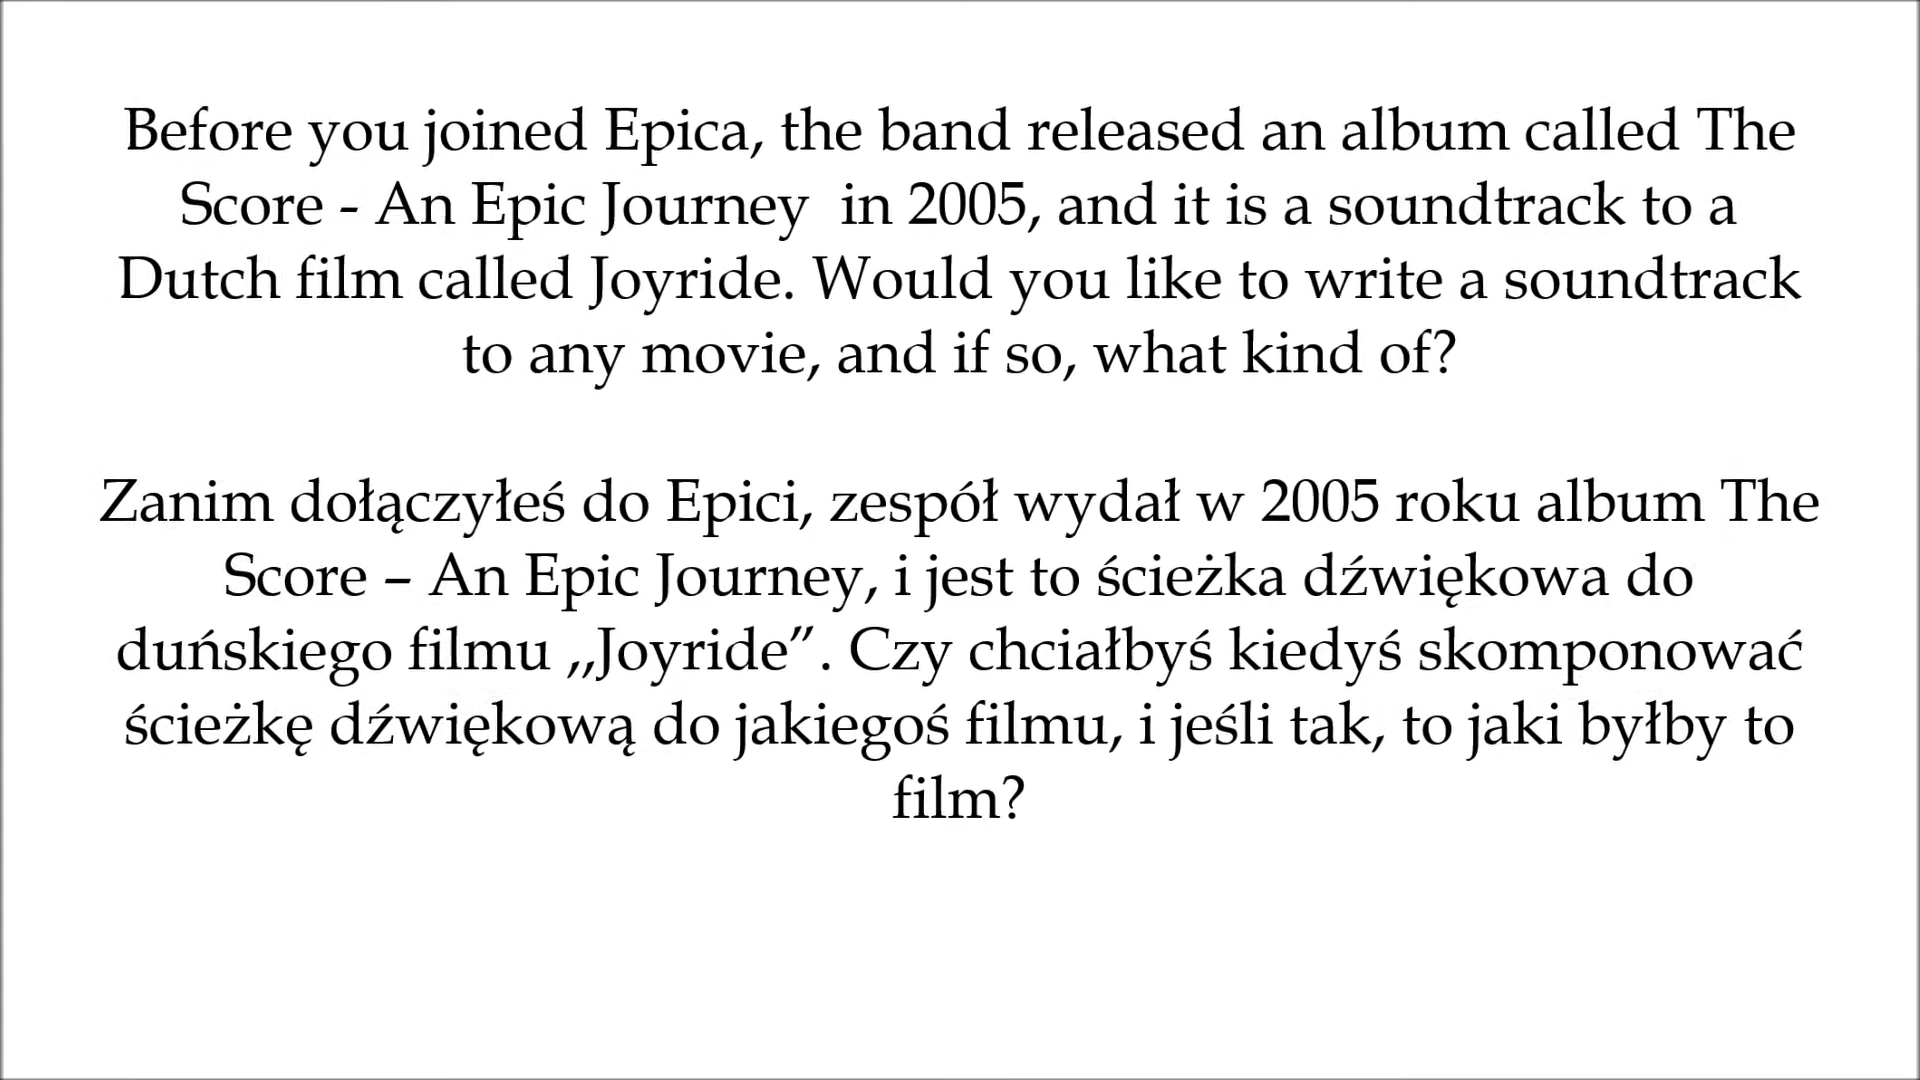 Before you joined Epica, the band released an album called The
Score - An Epic Journey  in 2005, and it is a soundtrack to a
Dutch film called Joyride. Would you like to write a soundtrack
to any movie, and if so, what kind of?
Zanim dołączyłeś do Epici, zespół wydał w 2005 roku album The
Score – An Epic Journey, i jest to ścieżka dźwiękowa do
duńskiego filmu ,,Joyride”. Czy chciałbyś kiedyś skomponować
ścieżkę dźwiękową do jakiegoś filmu, i jeśli tak, to jaki byłby to
film?